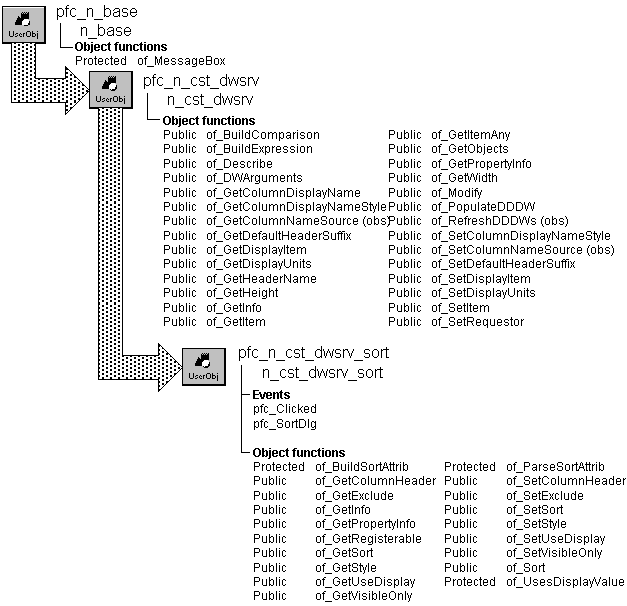 pfc_n_base
n_base
UserObj
Object functions
Protected of_MessageBox
pfc_n_cst_dwsrv
n_cst_dwsrv
UserObj
Object functions
Public of_BuildComparison Public of_GetItemAny
Public of_BuildExpression Public of_GetObjects
Public of_Describe Public of_GetPropertyInfo
Public of_DWArguments Public of_GetWidth
Public of_GetColumnDisplayName Public of_Modify
Public of_GetColumnDisplayNameStyle Public of_PopulateDDDW
Public of_GetColumnNameSource (obs) Public of_RefreshDDDWs (obs)
Public of_GetDefaultHeaderSuffix Public of_SetColumnDisplayNameStyle
Public of_GetDisplayItem Public of_SetColumnNameSource (obs)
Public of_GetDisplayUnits Public of_SetDefaultHeaderSuffix
Public of_GetHeaderName Public of_SetDisplayItem
Public of_GetHeight Public of_SetDisplayUnits
Public of_GetInfo Public of_SetItem
Public of_GetItem Public of_SetRequestor
pfc_n_cst_dwsrv_sort
n_cst_dwsrv_sort
UserObj
Events
pfc_Clicked
pfc_SortDlg
Object functions
Protected of_BuildSortAttrib Protected of_ParseSortAttrib
Public of_GetColumnHeader Public of_SetColumnHeader
Public of_GetExclude Public of_SetExclude
Public of_GetInfo Public of_SetSort
Public of_GetPropertyInfo Public of_SetStyle
Public of_GetRegisterable Public of_SetUseDisplay
Public of_GetSort Public of_SetVisibleOnly
Public of_GetStyle Public of_Sort
Public of_GetUseDisplay Protected of_UsesDisplayValue
Public of_GetVisibleOnly